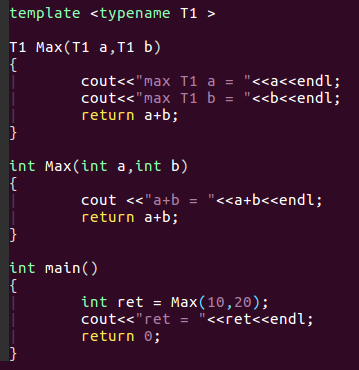 template <typename T1 >
T1 Max(T1 a,T1 b)
{
cout<<"max T1 a = "<<a<<endl;
cout<<"max T1 b = "<<b<<endl;
return a+b;
}
int Max(int a,int b)
{
cout <<"a+b = "<<a+b<<endl;
return a+b;
}
int main()
{
int ret = Max(10,20);
cout<<"ret = "<<ret<<endl;
return 0;
}